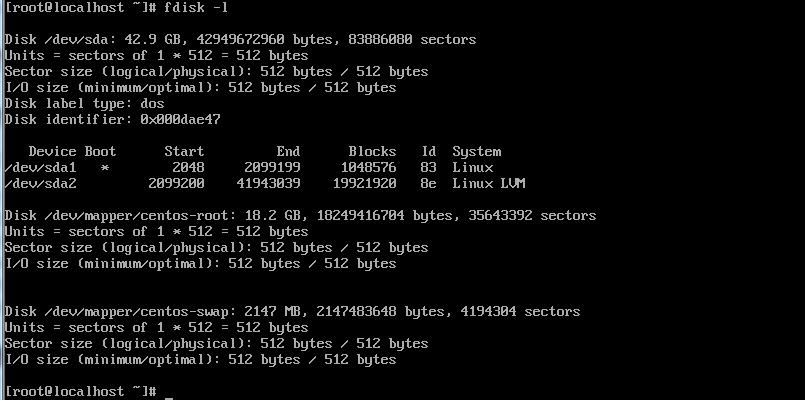 [root@localhost ~]# fdisk -l
Disk /dev/sda: 42.9 GB, 42949672960 bytes, 83886080 sectors
Units = sectors of 1 * 512 = 512 bytes
Sector size (logical/physical): 512 bytes / 512 bytes
I/O size (minimum/optimal): 512 bytes / 512 bytes
Disk label type: dos
Disk identifier: 0x000dae47
Device Boot Start End Blocks Id System
/dev/sda1 * 2048 2099199 1048576 83 Linux
/dev/sda2 2099200 41943039 19921920 8e Linux LVM
Disk /dev/mapper/centos-root: 18.2 GB, 18249416704 bytes, 35643392 sectors
Units = sectors of 1 * 512 = 512 bytes
Sector size (logical/physical): 512 bytes / 512 bytes
I/O size (minimum/optimal): 512 bytes / 512 bytes
Disk /dev/mapper/centos-swap: 2147 MB, 2147483648 bytes, 4194304 sectors
Units = sectors of 1 * 512 = 512 bytes
Sector size (logical/physical): 512 bytes / 512 bytes
I/O size (minimum/optimal): 512 bytes / 512 bytes
[root@localhost ~]# _